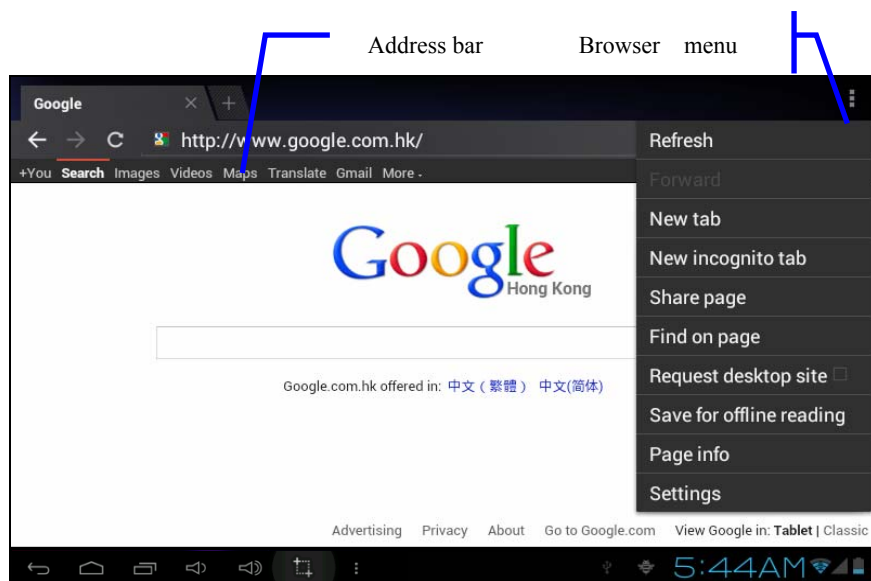 Address bar
Browser menu
Google
http://www.google.com.hk/
+You Search Images Videos Maps Translate Gmail More
Refresh
Forward
New tab
New incognito tab
Share page
Find on page
Request desktop site
Save for offline reading
Page info
Settings
Google
Hong Kong
Google.com.hk offered in: 中文（繁體） 中文(简体)
Advertising Privacy About Go to Google.com View Google in: Tablet | Classic
5:44AM